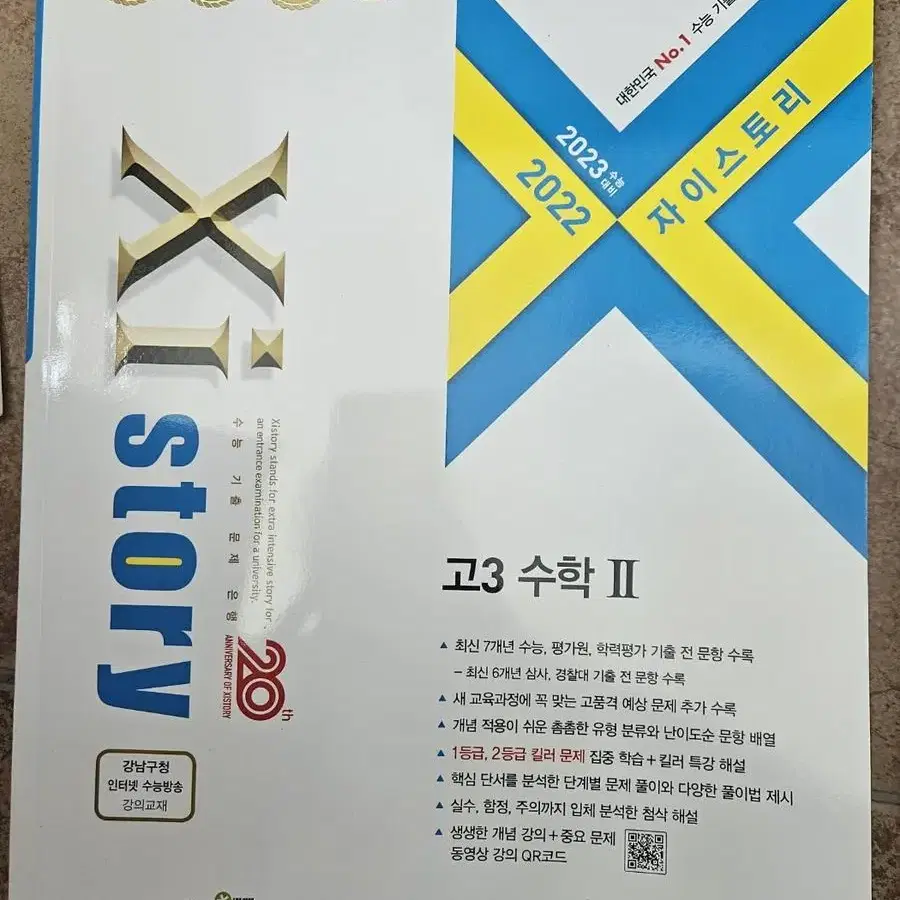 Xi story
Xistory stands for extra intensive story for
an entrance examination for a university.
수능 기출 문제 은행
20th
ANNIVERSARY OF XISTORY
강남구청
인터넷 수능방송
강의교재
대한민국 No.1 수능 기출
2023 수능 대비
2022
자이스토리
고3 수학 II
▲ 최신 7개년 수능, 평가원, 학력평가 기출 전 문항 수록
– 최신 6개년 삼사, 경찰대 기출 전 문항 수록
▲ 새 교육과정에 꼭 맞는 고품격 예상 문제 추가 수록
▲ 개념 적용이 쉬운 촘촘한 유형 분류와 난이도순 문항 배열
▲ 1등급, 2등급 킬러 문제 집중 학습+킬러 특강 해설
▲ 핵심 단서를 분석한 단계별 문제 풀이와 다양한 풀이법 제시
▲ 실수, 함정, 주의까지 입체 분석한 첨삭 해설
▲ 생생한 개념 강의+중요 문제
동영상 강의 QR코드